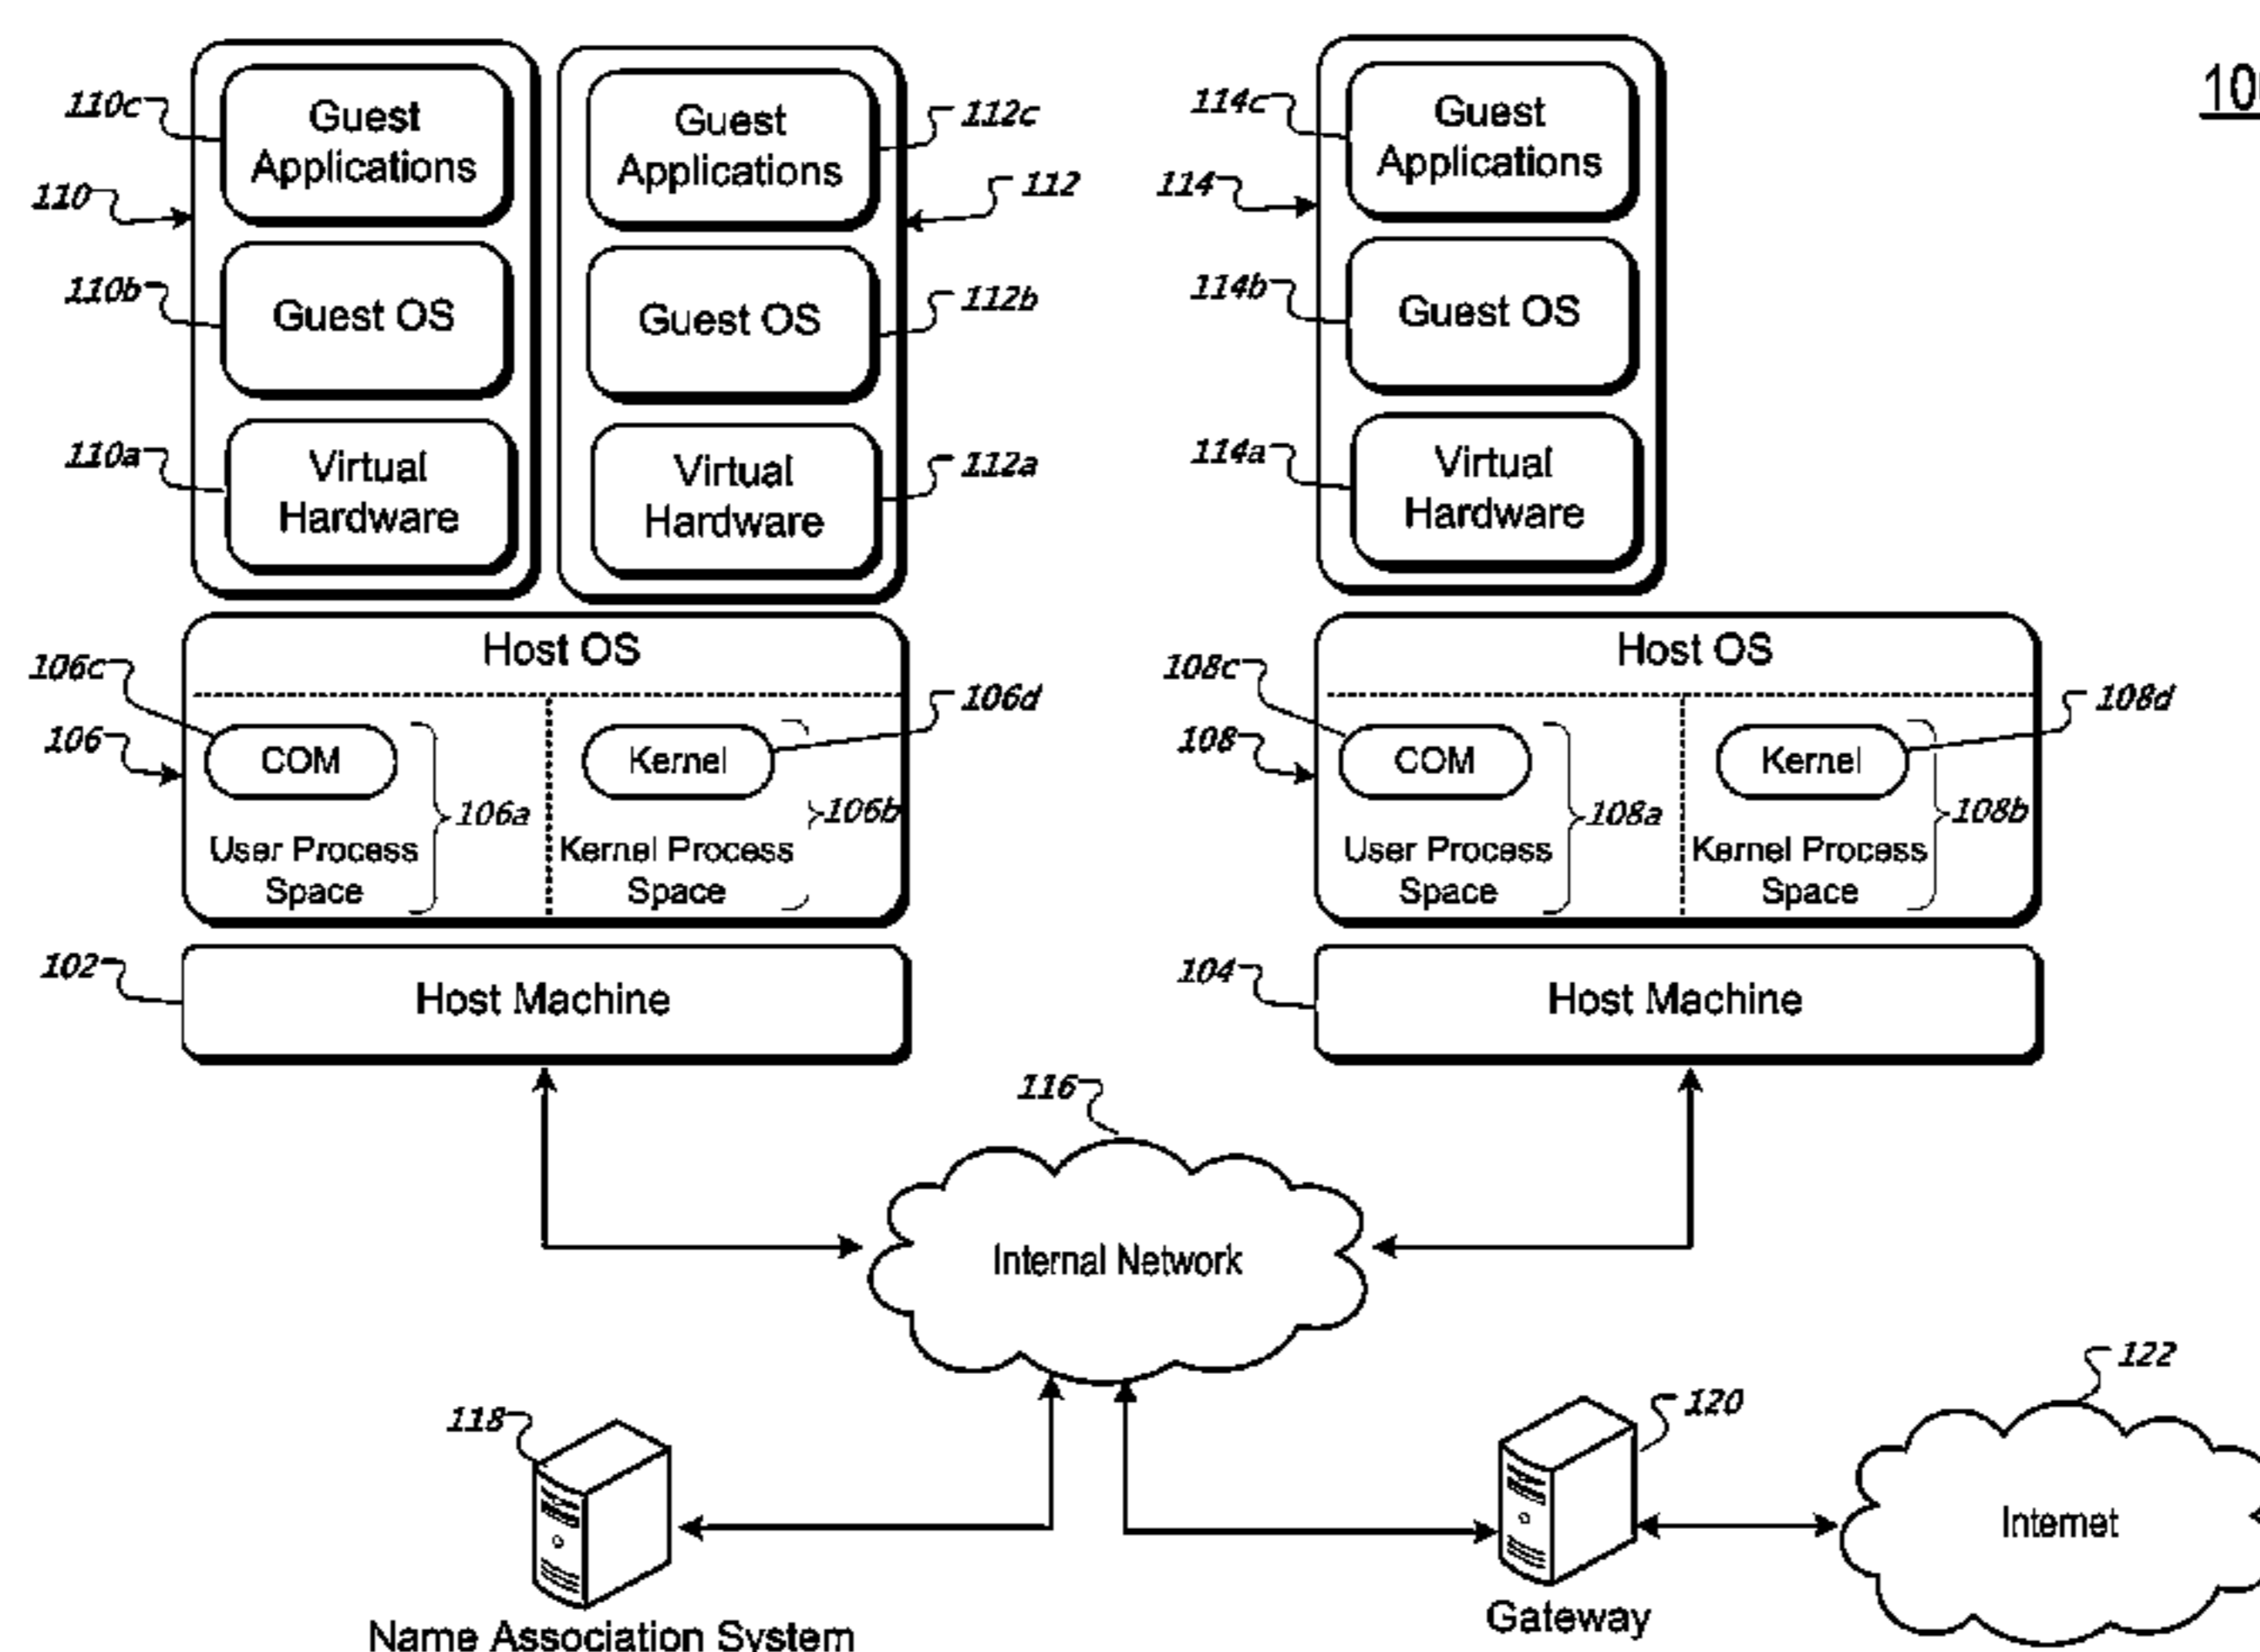 100
110c
Guest
Applications
110
110b
Guest OS
110a
Virtual
Hardware
Guest
Applications
112c
112
Guest OS
112b
Virtual
Hardware
112a
114c
Guest
Applications
114
114b
Guest OS
114a
Virtual
Hardware
Host OS
106c
106
COM
106a
User Process
Space
Kernel
106d
106b
Kernel Process
Space
Host OS
108c
108
COM
108a
User Process
Space
Kernel
108d
108b
Kernel Process
Space
102
Host Machine
104
Host Machine
116
Internal Network
118
Name Association System
120
Gateway
122
Internet